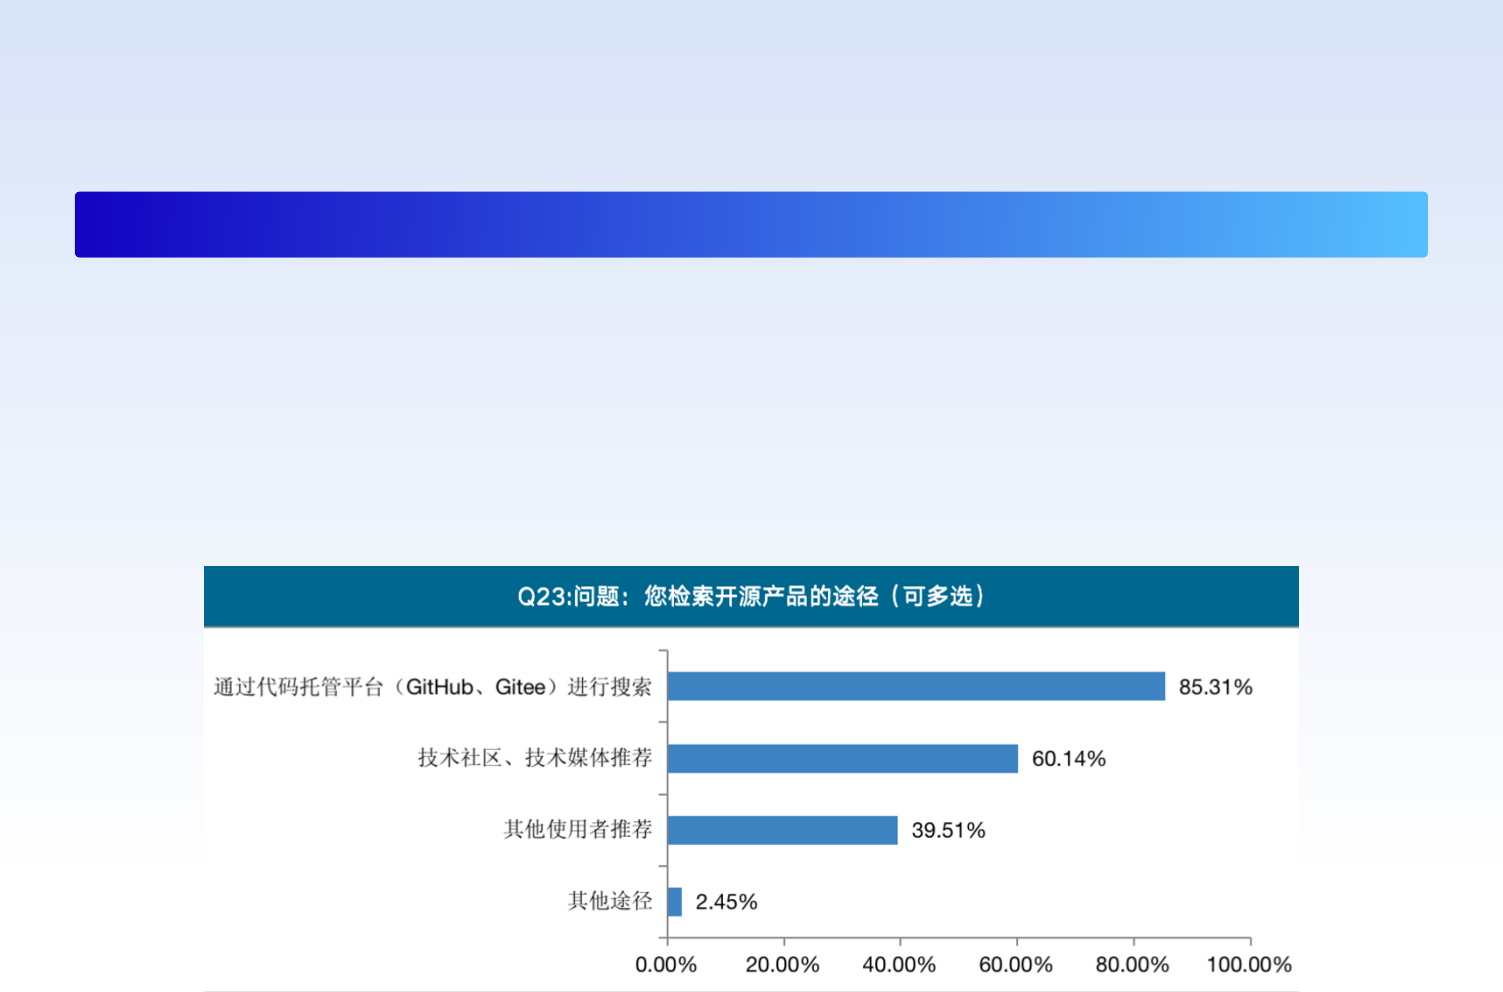 Q23:问题：您检索开源产品的途径（可多选）
通过代码托管平台（GitHub、Gitee）进行搜索 85.31%
技术社区、技术媒体推荐 60.14%
其他使用者推荐 39.51%
其他途径 2.45%
0.00% 20.00% 40.00% 60.00% 80.00% 100.00%